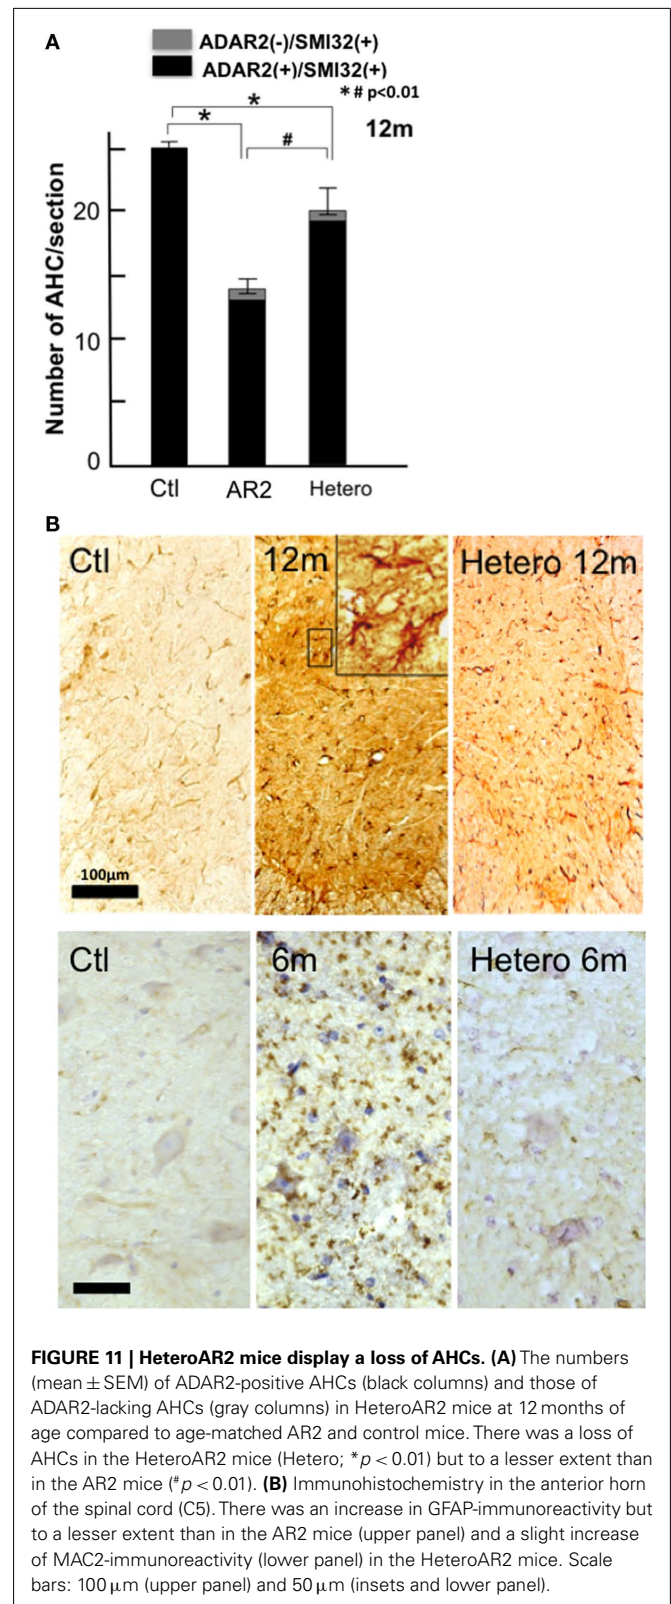 A
ADAR2(-)/SMI32(+)
ADAR2(+)/SMI32(+)
* # p<0.01
12m
*
*
#
Number of AHC/section
20
10
0
Ctl AR2 Hetero
B
Ctl 12m Hetero 12m
100μm
Ctl 6m Hetero 6m
FIGURE 11 | HeteroAR2 mice display a loss of AHCs. (A) The numbers
(mean ± SEM) of ADAR2-positive AHCs (black columns) and those of
ADAR2-lacking AHCs (gray columns) in HeteroAR2 mice at 12 months of
age compared to age-matched AR2 and control mice. There was a loss of
AHCs in the HeteroAR2 mice (Hetero; *p < 0.01) but to a lesser extent than
in the AR2 mice (#p < 0.01). (B) Immunohistochemistry in the anterior horn
of the spinal cord (C5). There was an increase in GFAP-immunoreactivity but
to a lesser extent than in the AR2 mice (upper panel) and a slight increase
of MAC2-immunoreactivity (lower panel) in the HeteroAR2 mice. Scale
bars: 100 μm (upper panel) and 50 μm (insets and lower panel).